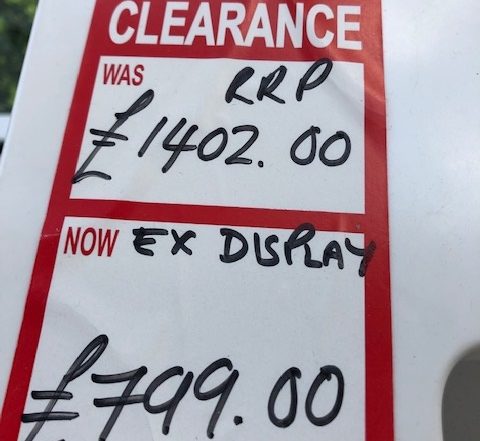 CLEARANCE
WAS RRP
£1402.00
NOW EX DISPLAY
£799.00